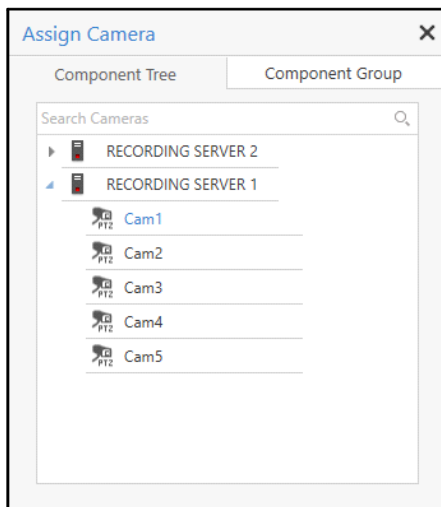 Assign Camera
Component Tree Component Group
Search Cameras
RECORDING SERVER 2
RECORDING SERVER 1
PTZ Cam1
PTZ Cam2
PTZ Cam3
PTZ Cam4
PTZ Cam5